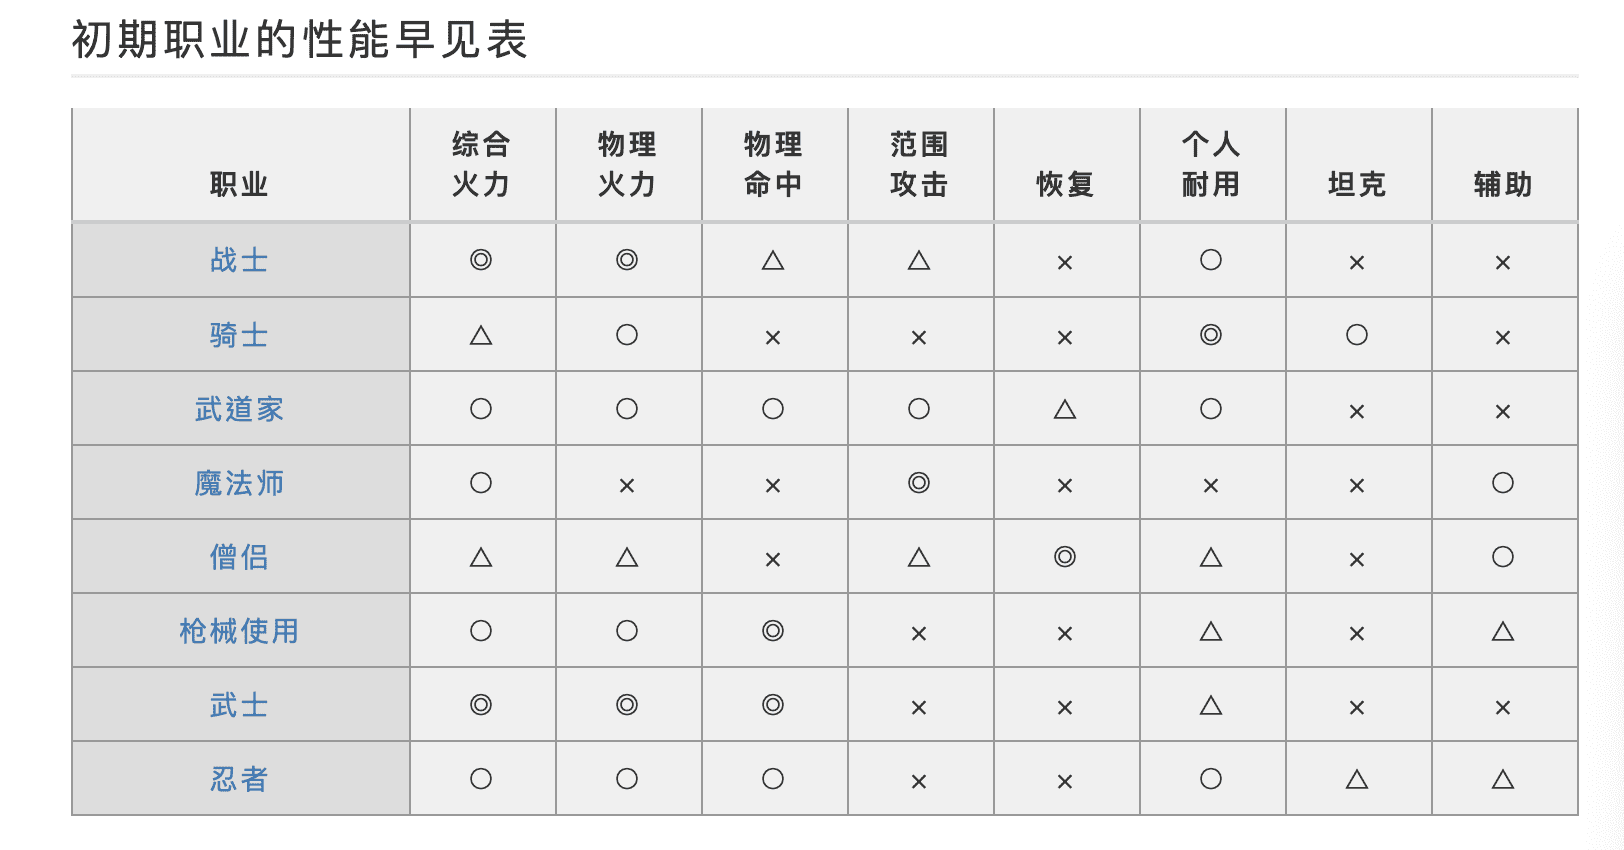 初期职业的性能早见表
职业 综合火力 物理火力 物理命中 范围攻击 恢复 个人耐用 坦克 辅助
战士 ◎ ◎ △ △ × ○ × ×
骑士 △ ○ × × × ◎ ○ ×
武道家 ○ ○ ○ ○ △ ○ × ×
魔法师 ○ × × ◎ × × × ○
僧侣 △ △ × △ ◎ △ × ○
枪械使用 ○ ○ ◎ × × △ × △
武士 ◎ ◎ ◎ × × △ × ×
忍者 ○ ○ ○ × × ○ △ △